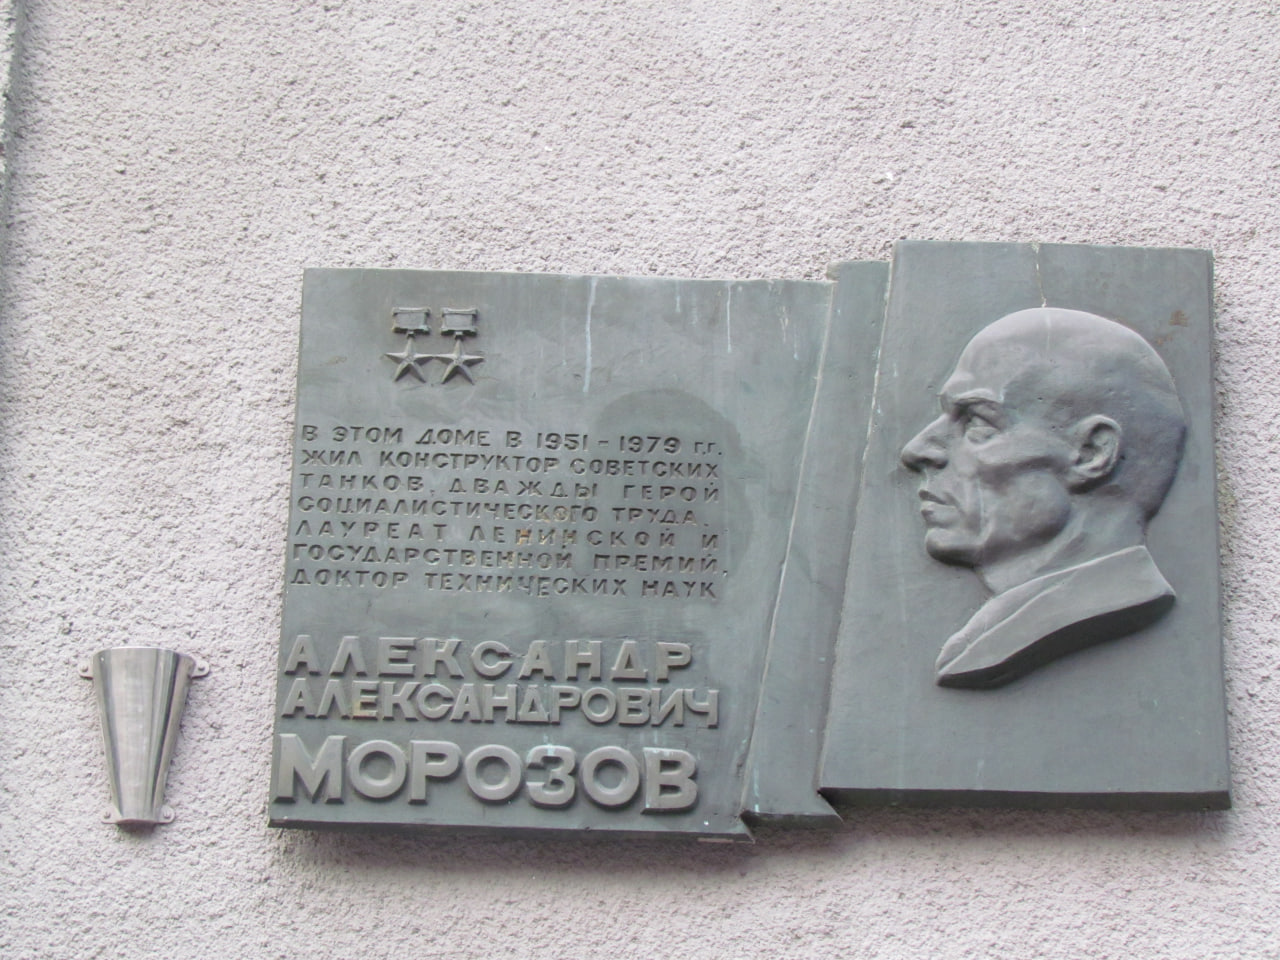 В ЭТОМ ДОМЕ В 1951 - 1979 г.г.
ЖИЛ КОНСТРУКТОР СОВЕТСКИХ
ТАНКОВ, ДВАЖДЫ ГЕРОЙ
СОЦИАЛИСТИЧЕСКОГО ТРУДА,
ЛАУРЕАТ ЛЕНИНСКОЙ И
ГОСУДАРСТВЕННОЙ ПРЕМИЙ,
ДОКТОР ТЕХНИЧЕСКИХ НАУК
АЛЕКСАНДР
АЛЕКСАНДРОВИЧ
МОРОЗОВ